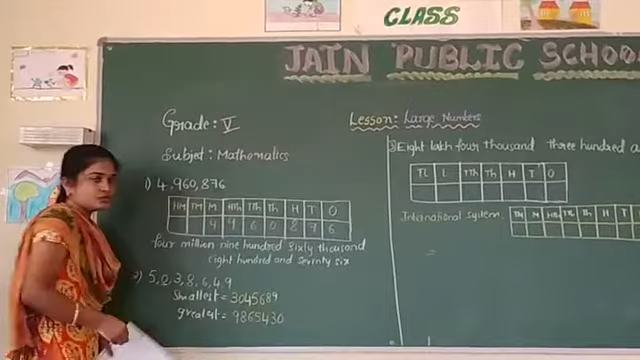 CLASS
JAIN PUBLIC SCHOOL
Grade: V
Lesson: Large Numbers
Subject: Mathematics
1) 4,960,876
HM TM M HTh TTh Th H T O
4 9 6 0 8 7 6
four million nine hundred sixty thousand
eight hundred and seventy six
2) 5, 0, 3, 8, 6, 4, 9
Smallest = 3045689
greatest = 9865430
3) Eight lakh four thousand three hundred a
TL L TTh Th H T O
International system
TM M HTh TTh Th H T
=